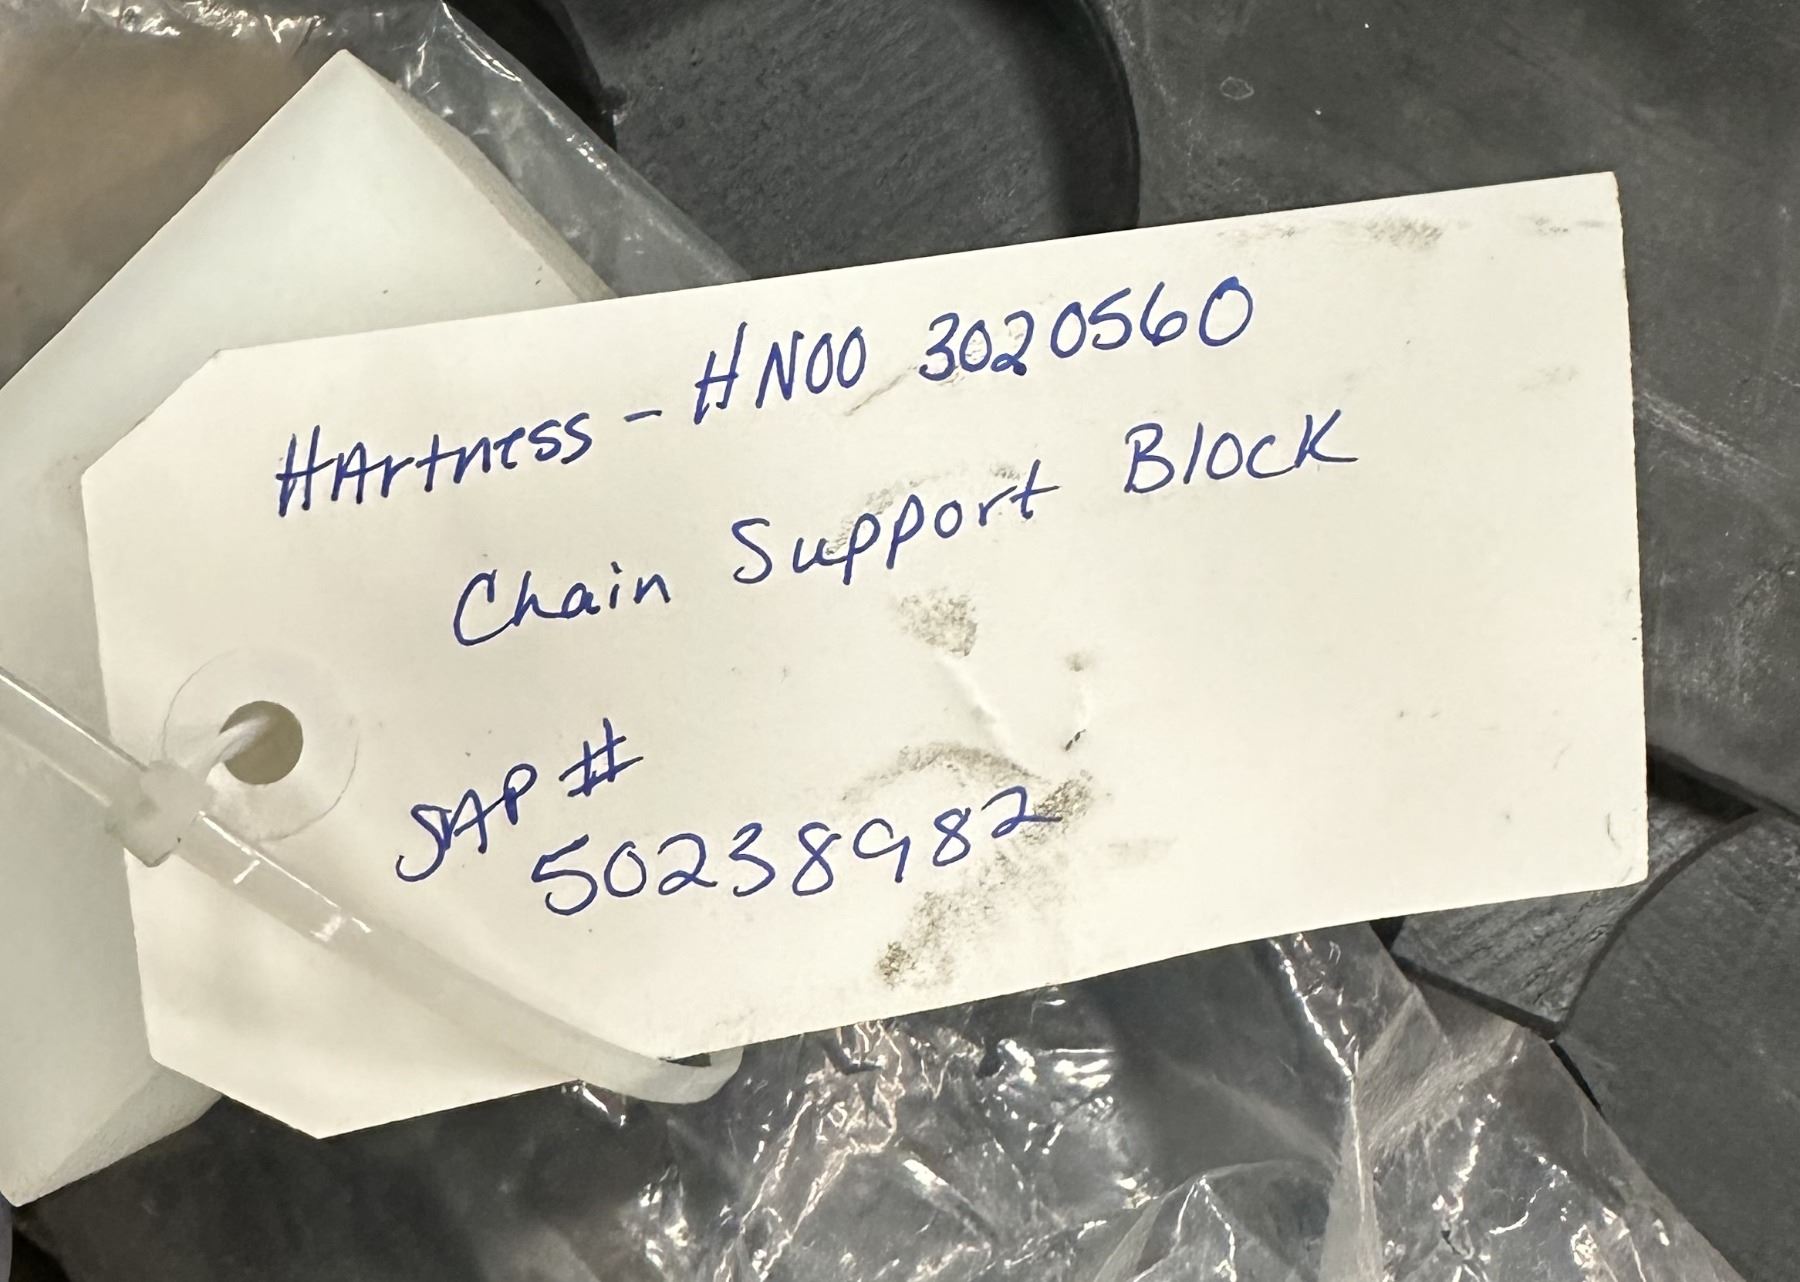 HArtness - HN00 3020560
Chain Support Block
SAP #
50238982